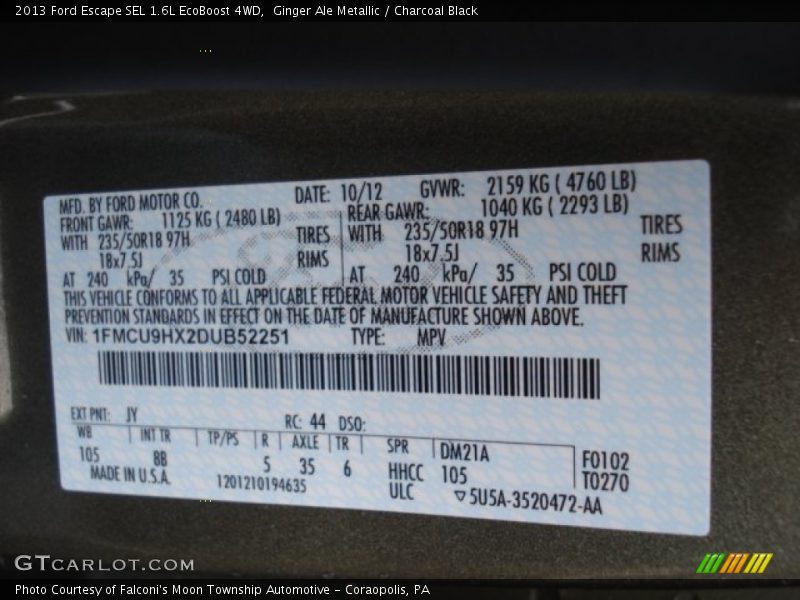 2013 Ford Escape SEL 1.6L EcoBoost 4WD,  Ginger Ale Metallic / Charcoal Black
MFD. BY FORD MOTOR CO. DATE: 10/12 GVWR: 2159 KG ( 4760 LB)
FRONT GAWR: 1125 KG ( 2480 LB) REAR GAWR: 1040 KG ( 2293 LB)
WITH 235/50R18 97H TIRES WITH 235/50R18 97H TIRES
18x7.5J RIMS 18x7.5J RIMS
AT 240 kPa/ 35 PSI COLD AT 240 kPa/ 35 PSI COLD
THIS VEHICLE CONFORMS TO ALL APPLICABLE FEDERAL MOTOR VEHICLE SAFETY AND THEFT
PREVENTION STANDARDS IN EFFECT ON THE DATE OF MANUFACTURE SHOWN ABOVE.
VIN: 1FMCU9HX2DUB52251 TYPE: MPV
EXT PNT: JY RC: 44 DSO:
WB INT TR TP/PS R AXLE TR SPR DM21A F0102
105 8B 5 35 6 HHCC 105 T0270
MADE IN U.S.A. 1201210194635 ULC ▽5U5A-3520472-AA
GTCARLOT.COM
Photo Courtesy of Falconi's Moon Township Automotive - Coraopolis, PA